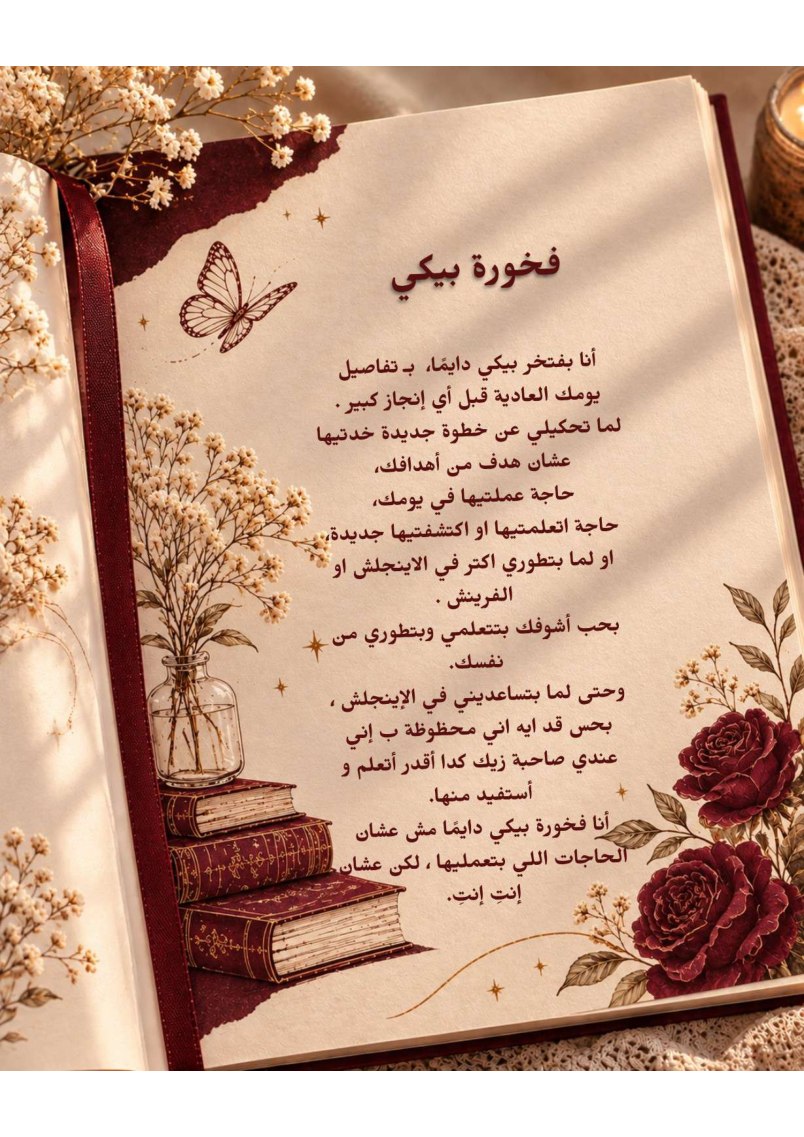 فخورة بيكي
أنا بفتخر بيكي دايمًا، بـ تفاصيل
يومك العادية قبل أي إنجاز كبير .
لما تحكيلي عن خطوة جديدة خدتيها
عشان هدف من أهدافك،
حاجة عملتيها في يومك،
حاجة اتعلمتيها او اكتشفتيها جديدة،
او لما بتطوري اكتر في الاينجلش او
الفرينش .
بحب أشوفك بتتعلمي وبتطوري من
نفسك.
وحتى لما بتساعديني في الإينجلش ،
بحس قد ايه اني محظوظة ب إني
عندي صاحبة زيك كدا أقدر أتعلم و
أستفيد منها.
أنا فخورة بيكي دايمًا مش عشان
الحاجات اللي بتعمليها ، لكن عشان
إنتِ إنتِ.